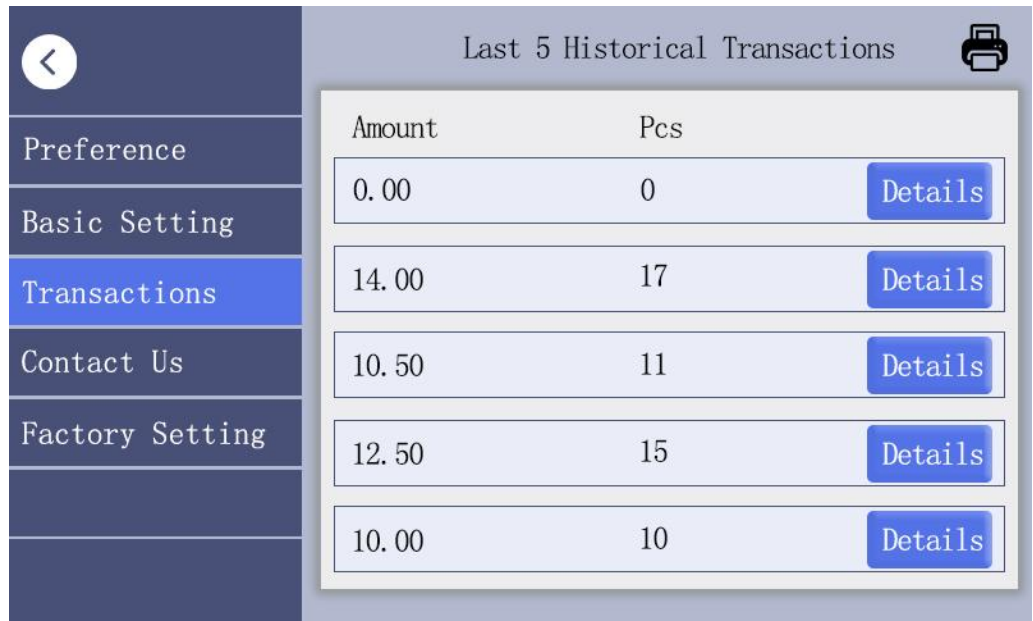 Last 5 Historical Transactions
Preference
Basic Setting
Transactions
Contact Us
Factory Setting
Amount Pcs
0.00 0 Details
14.00 17 Details
10.50 11 Details
12.50 15 Details
10.00 10 Details